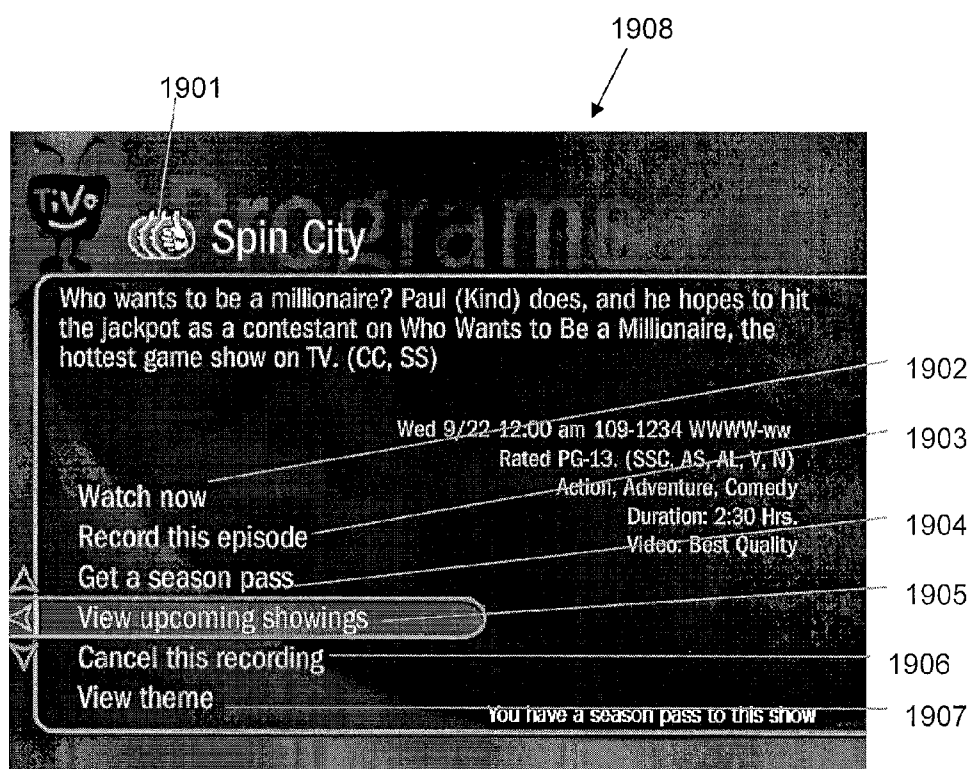 1908
1901
TiVo
Program
Spin City
Who wants to be a millionaire? Paul (Kind) does, and he hopes to hit
the jackpot as a contestant on Who Wants to Be a Millionaire, the
hottest game show on TV. (CC, SS)
1902
Wed 9/22 12:00 am 109-1234 WWWW-ww
1903
Rated PG-13. (SSC, AS, AL, V, N)
Watch now
Action, Adventure, Comedy
Duration: 2:30 Hrs.
1904
Record this episode
Video: Best Quality
Get a season pass
1905
View upcoming showings
Cancel this recording
1906
View theme
1907
You have a season pass to this show